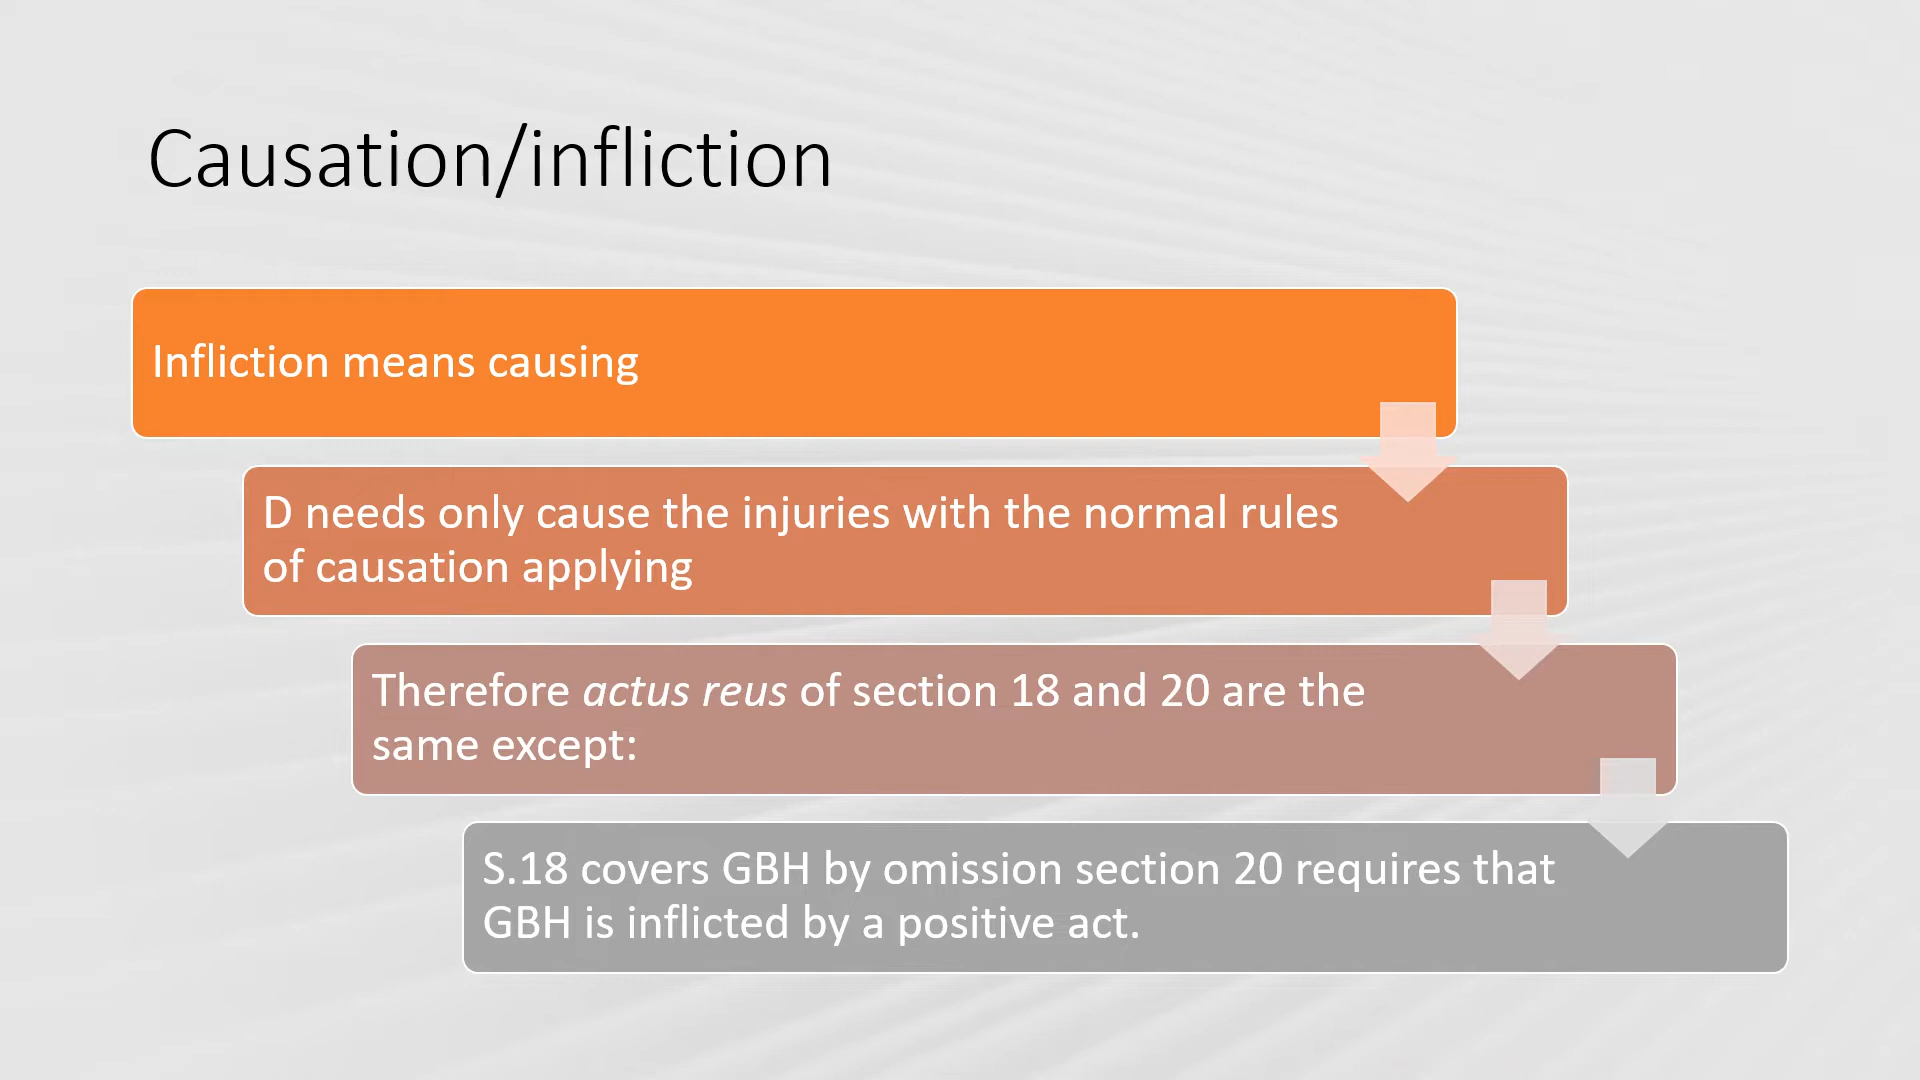 Causation/infliction
Infliction means causing
D needs only cause the injuries with the normal rules
of causation applying
Therefore actus reus of section 18 and 20 are the
same except:
S.18 covers GBH by omission section 20 requires that
GBH is inflicted by a positive act.